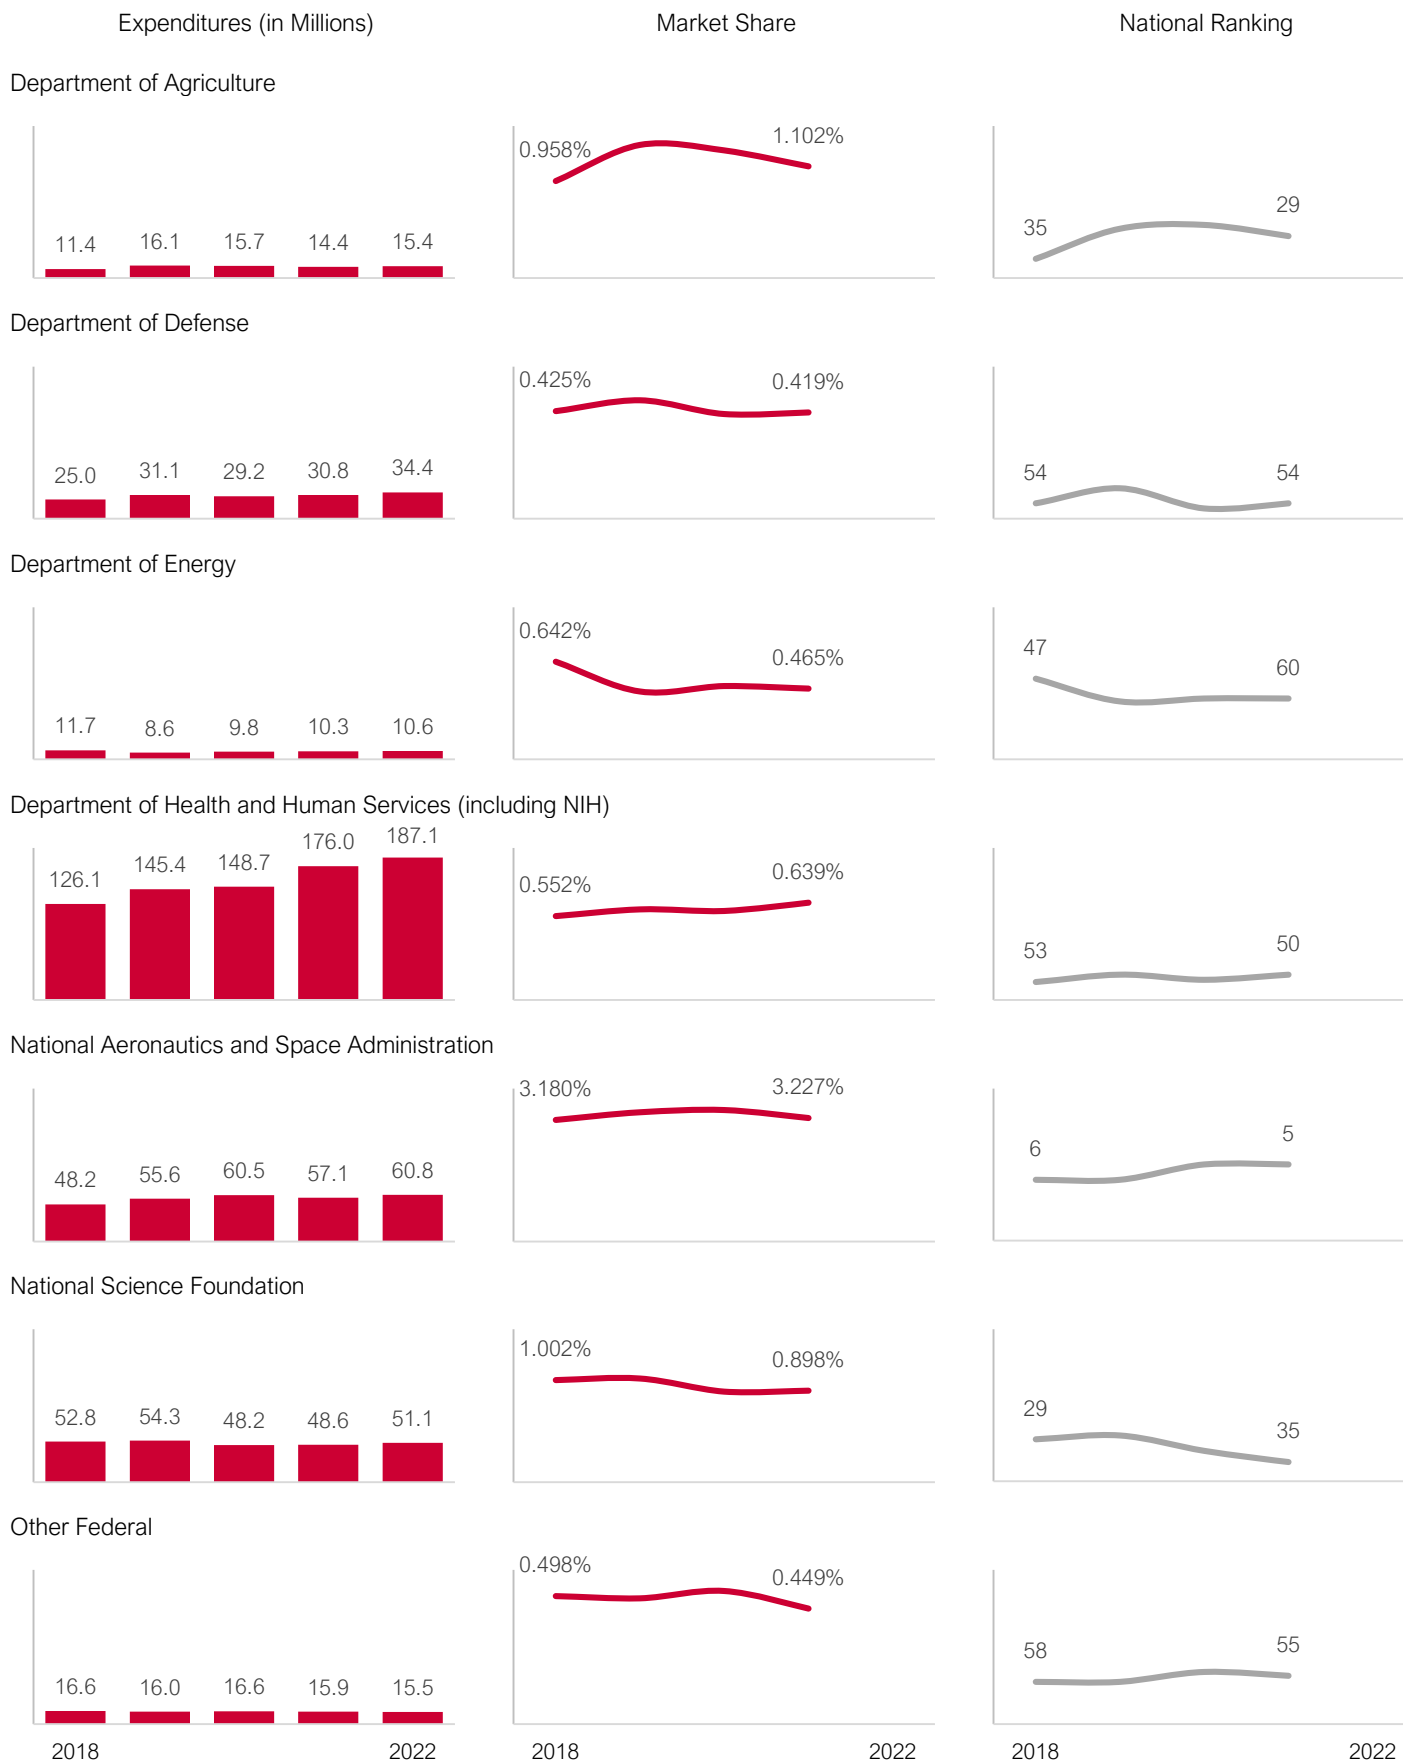 Expenditures (in Millions) Market Share National Ranking
Department of Agriculture
11.4 16.1 15.7 14.4 15.4 0.958% 1.102% 35 29
Department of Defense
25.0 31.1 29.2 30.8 34.4 0.425% 0.419% 54 54
Department of Energy
11.7 8.6 9.8 10.3 10.6 0.642% 0.465% 47 60
Department of Health and Human Services (including NIH)
126.1 145.4 148.7 176.0 187.1 0.552% 0.639% 53 50
National Aeronautics and Space Administration
48.2 55.6 60.5 57.1 60.8 3.180% 3.227% 6 5
National Science Foundation
52.8 54.3 48.2 48.6 51.1 1.002% 0.898% 29 35
Other Federal
16.6 16.0 16.6 15.9 15.5 0.498% 0.449% 58 55
2018 2022 2018 2022 2018 2022